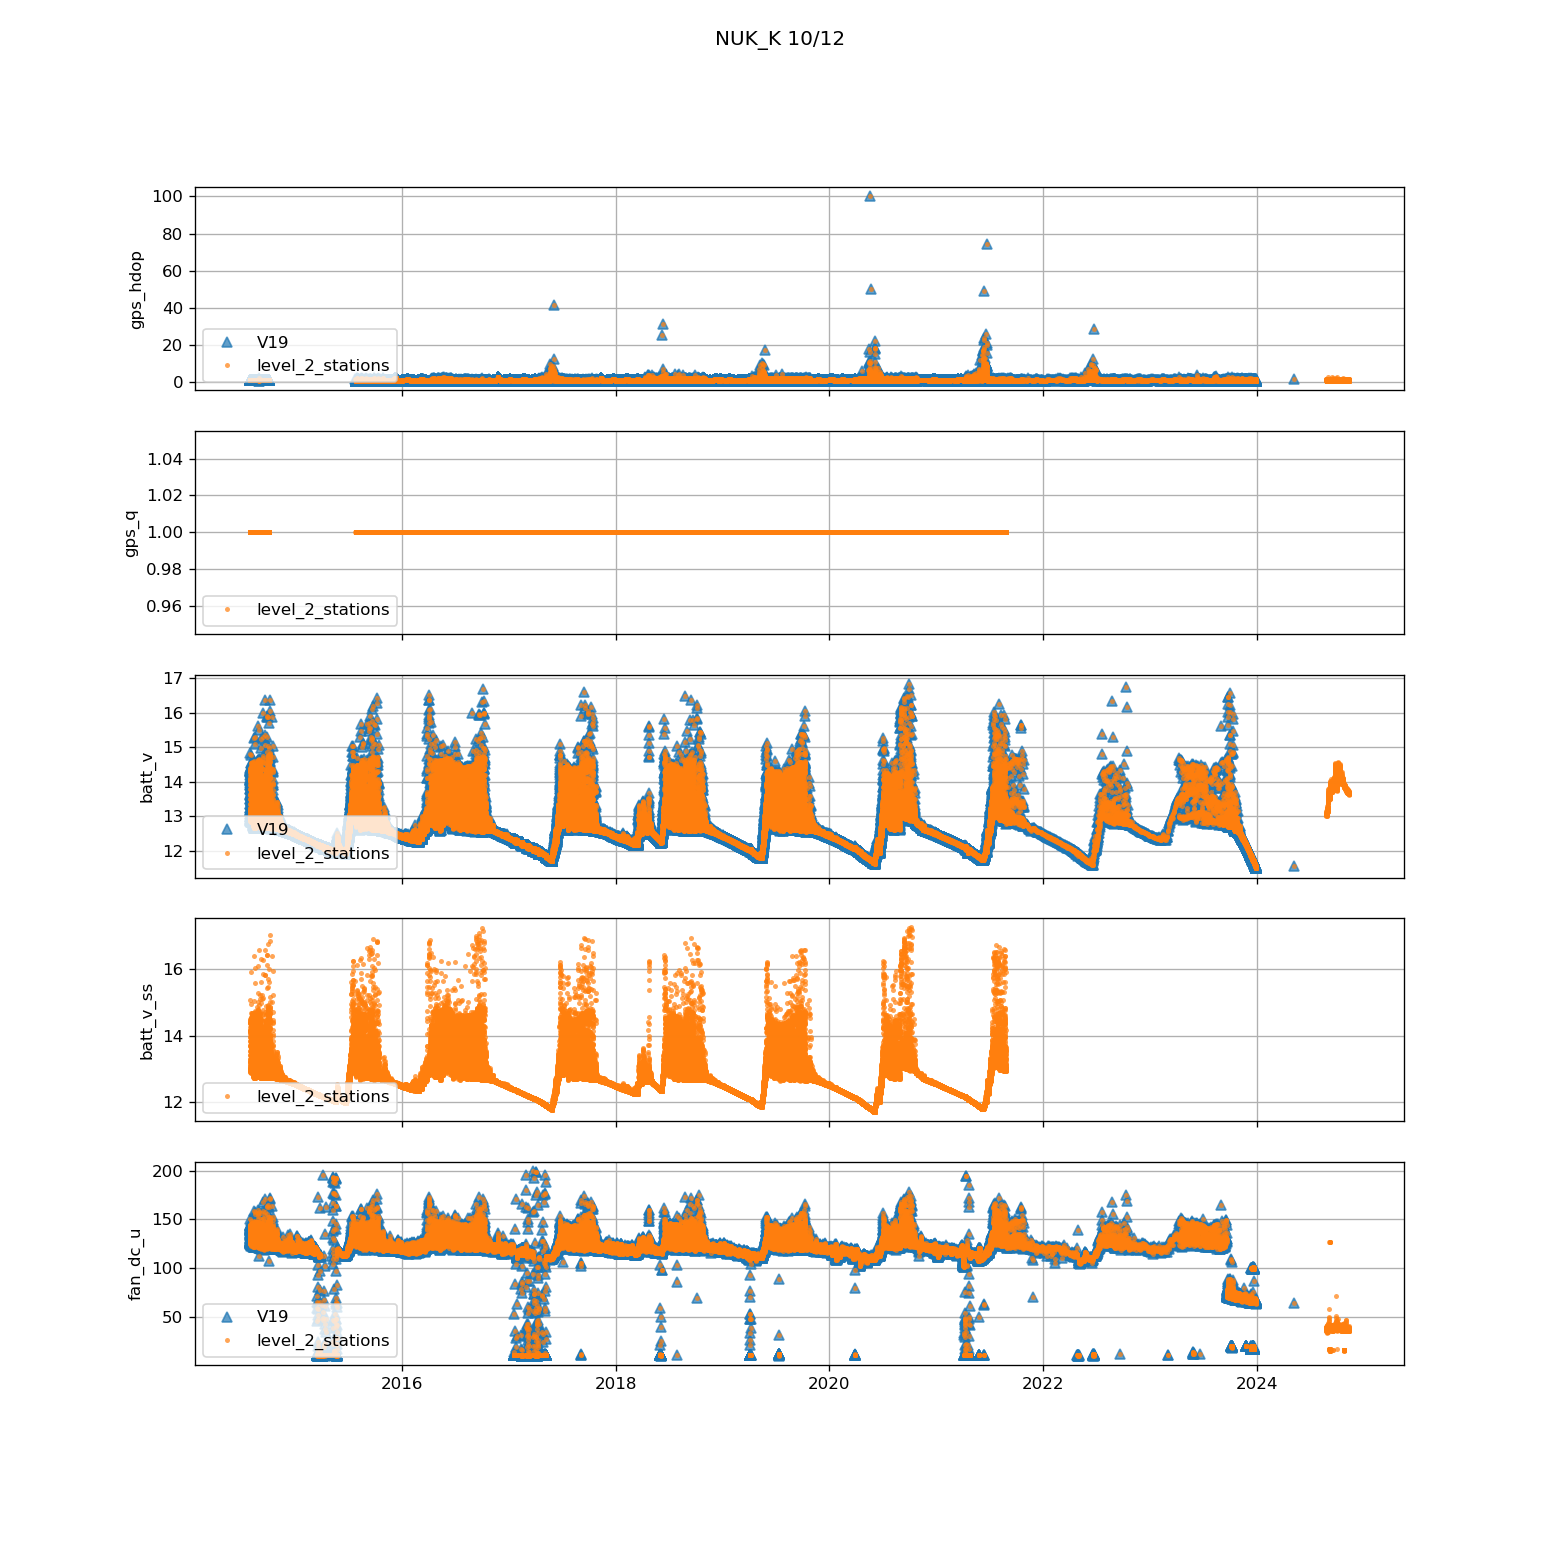 NUK_K 10/12
100
80
60
40
20
0
gps_hdop
V19
level_2_stations
1.04
1.02
1.00
0.98
0.96
gps_q
level_2_stations
17
16
15
14
13
12
batt_v
V19
level_2_stations
16
14
12
batt_v_ss
level_2_stations
200
150
100
50
fan_dc_u
V19
level_2_stations
2016 2018 2020 2022 2024